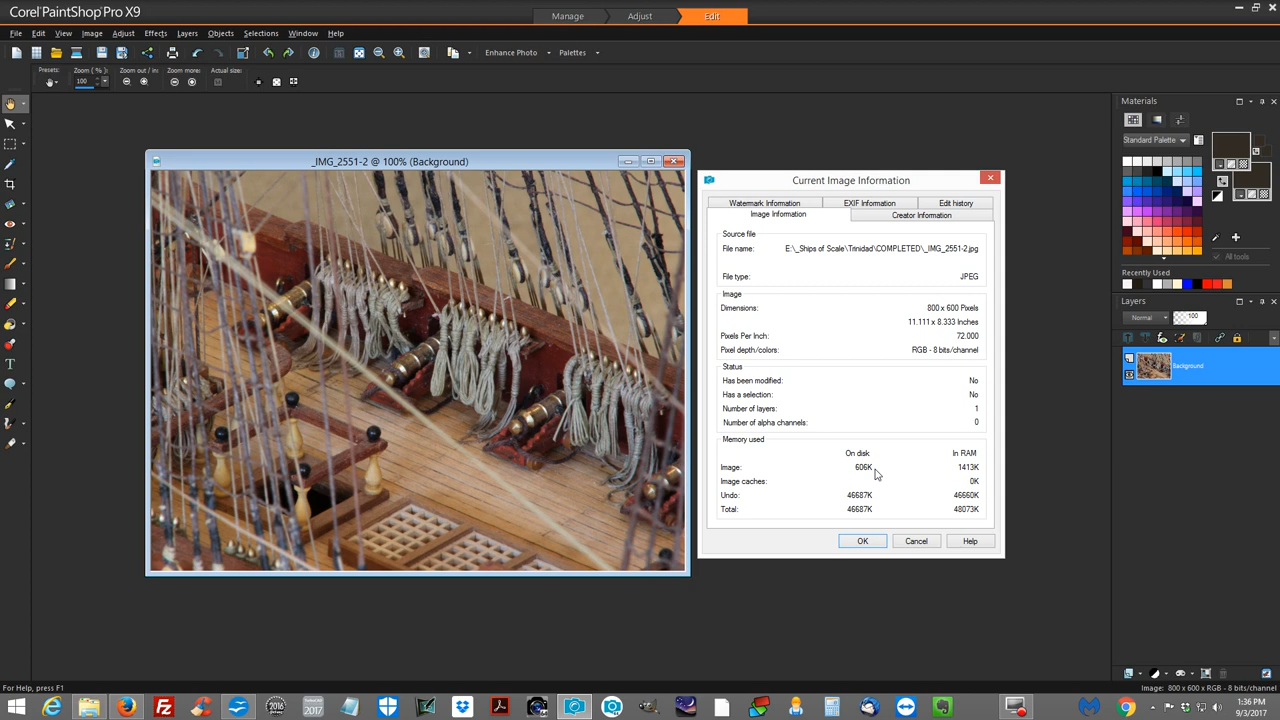 Corel PaintShop Pro X9
Manage Adjust Edit
File Edit View Image Adjust Effects Layers Objects Selections Window Help
Enhance Photo Palettes
Presets: Zoom (%): Zoom out / in: Zoom more: Actual size:
100
Materials
Standard Palette
All tools
Recently Used
Layers
Normal 100
Background
_IMG_2551-2 @ 100% (Background)
Current Image Information
Watermark Information EXIF Information Edit history
Image Information Creator Information
Source file
File name: E:\_Ships of Scale\Trinidad\COMPLETED\_IMG_2551-2.jpg
File type: JPEG
Image
Dimensions: 800 x 600 Pixels
11.111 x 8.333 Inches
Pixels Per Inch: 72.000
Pixel depth/colors: RGB - 8 bits/channel
Status
Has been modified: No
Has a selection: No
Number of layers: 1
Number of alpha channels: 0
Memory used
On disk In RAM
Image: 606K 1413K
Image caches: 0K
Undo: 46687K 46660K
Total: 46687K 48073K
OK Cancel Help
For Help, press F1
Image: 800 x 600 x RGB - 8 bits/channel
2016 2017
1:36 PM
9/3/2017